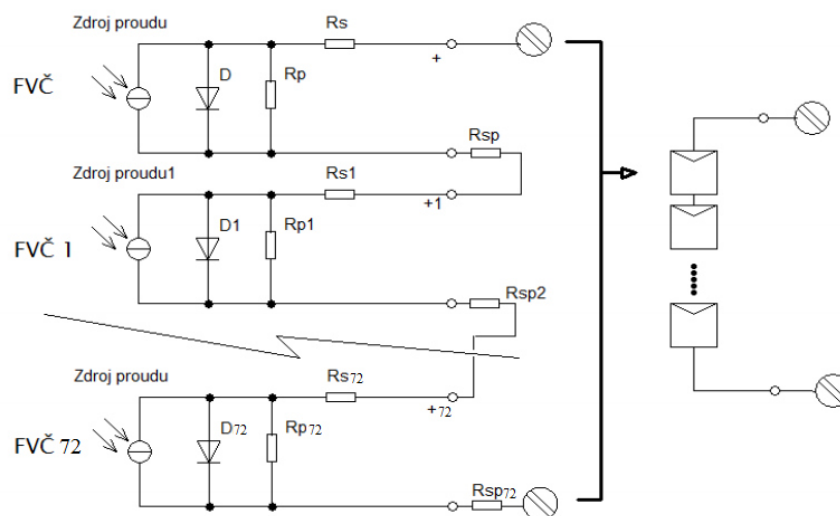 Zdroj proudu
Rs
+
FVČ
D
Rp
Rsp
Zdroj proudu1
Rs1
+1
FVČ 1
D1
Rp1
Rsp2
Zdroj proudu
Rs72
+72
FVČ 72
D72
Rp72
Rsp72